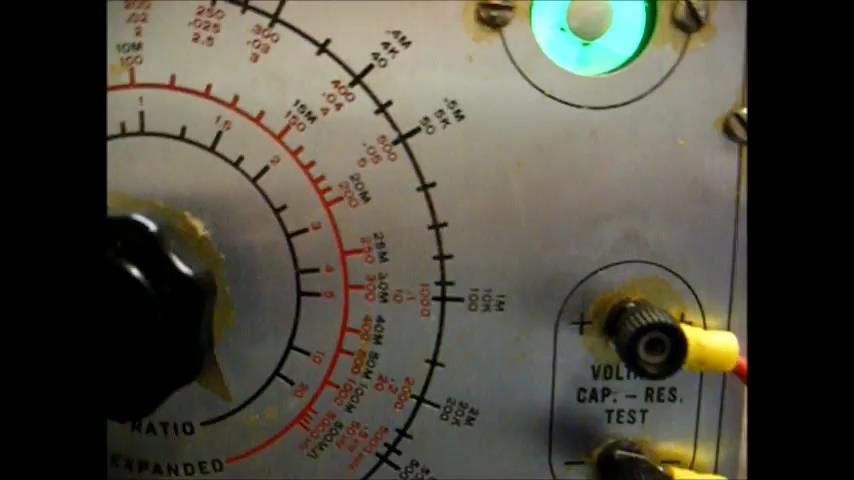 200
.02
2
250
.025
2.5
300
.03
3
.4M
4K
40
400
.04
4
.5M
5K
50
500
.05
5
10M
100
15M
150
20M
200
25M
250
30M
300
40M
400
50M
500
100M
1000
1
1.5
2
3
4
5
10
20
1000
.1
10
1M
10K
100
2000
.2
20
2M
20K
200
RATIO
EXPANDED
+
+
CAP. - RES.
TEST
-
-